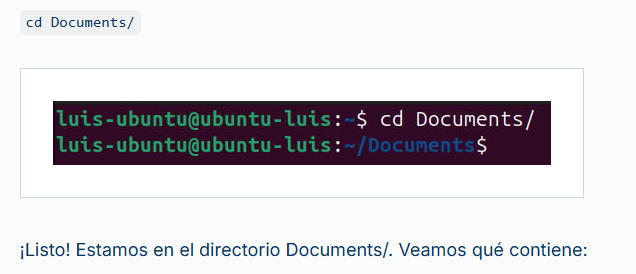 cd Documents/
luis-ubuntu@ubuntu-luis:~$ cd Documents/
luis-ubuntu@ubuntu-luis:~/Documents$
¡Listo! Estamos en el directorio Documents/. Veamos qué contiene: